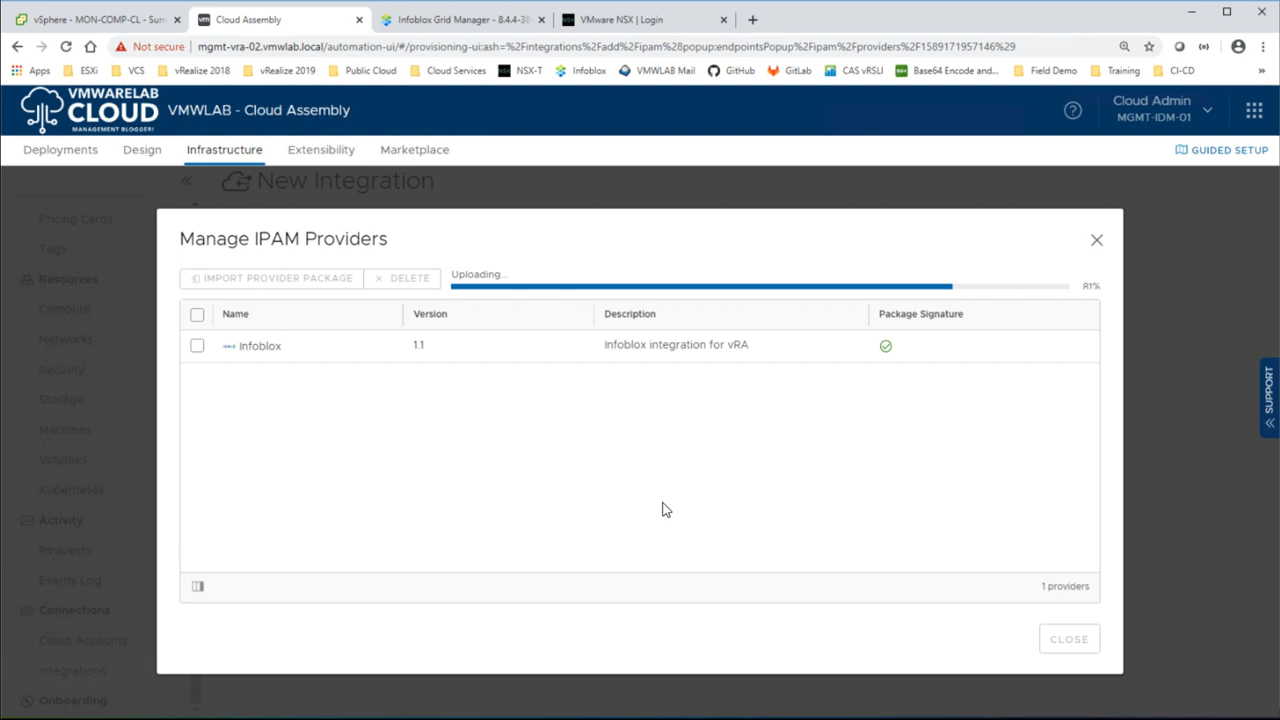 vSphere - MON-COMP-CL - Sum
Cloud Assembly
Infoblox Grid Manager - 8.4.4-38
VMware NSX | Login
Not secure
mgmt-vra-02.vmwlab.local/automation-ui/#/provisioning-ui;ash=%2Fintegrations%2Fadd%2Fipam%28popup:endpointsPopup%2Fipam%2Fproviders%2F1589171957146%29
Apps
ESXi
VCS
vRealize 2018
vRealize 2019
Public Cloud
Cloud Services
NSX-T
Infoblox
VMWLAB Mail
GitHub
GitLab
CAS vRSLI
Base64 Encode and...
Field Demo
Training
CI-CD
VMWARELAB
CLOUD
MANAGEMENT BLOGGER!
VMWLAB - Cloud Assembly
Cloud Admin
MGMT-IDM-01
Deployments
Design
Infrastructure
Extensibility
Marketplace
GUIDED SETUP
New Integration
Pricing Cards
Tags
Resources
Compute
Networks
Security
Storage
Machines
Volumes
Kubernetes
Activity
Requests
Events Log
Connections
Cloud Accounts
Integrations
Onboarding
Manage IPAM Providers
IMPORT PROVIDER PACKAGE
DELETE
Uploading...
81%
Name
Version
Description
Package Signature
Infoblox
1.1
Infoblox integration for vRA
1 providers
CLOSE
SUPPORT